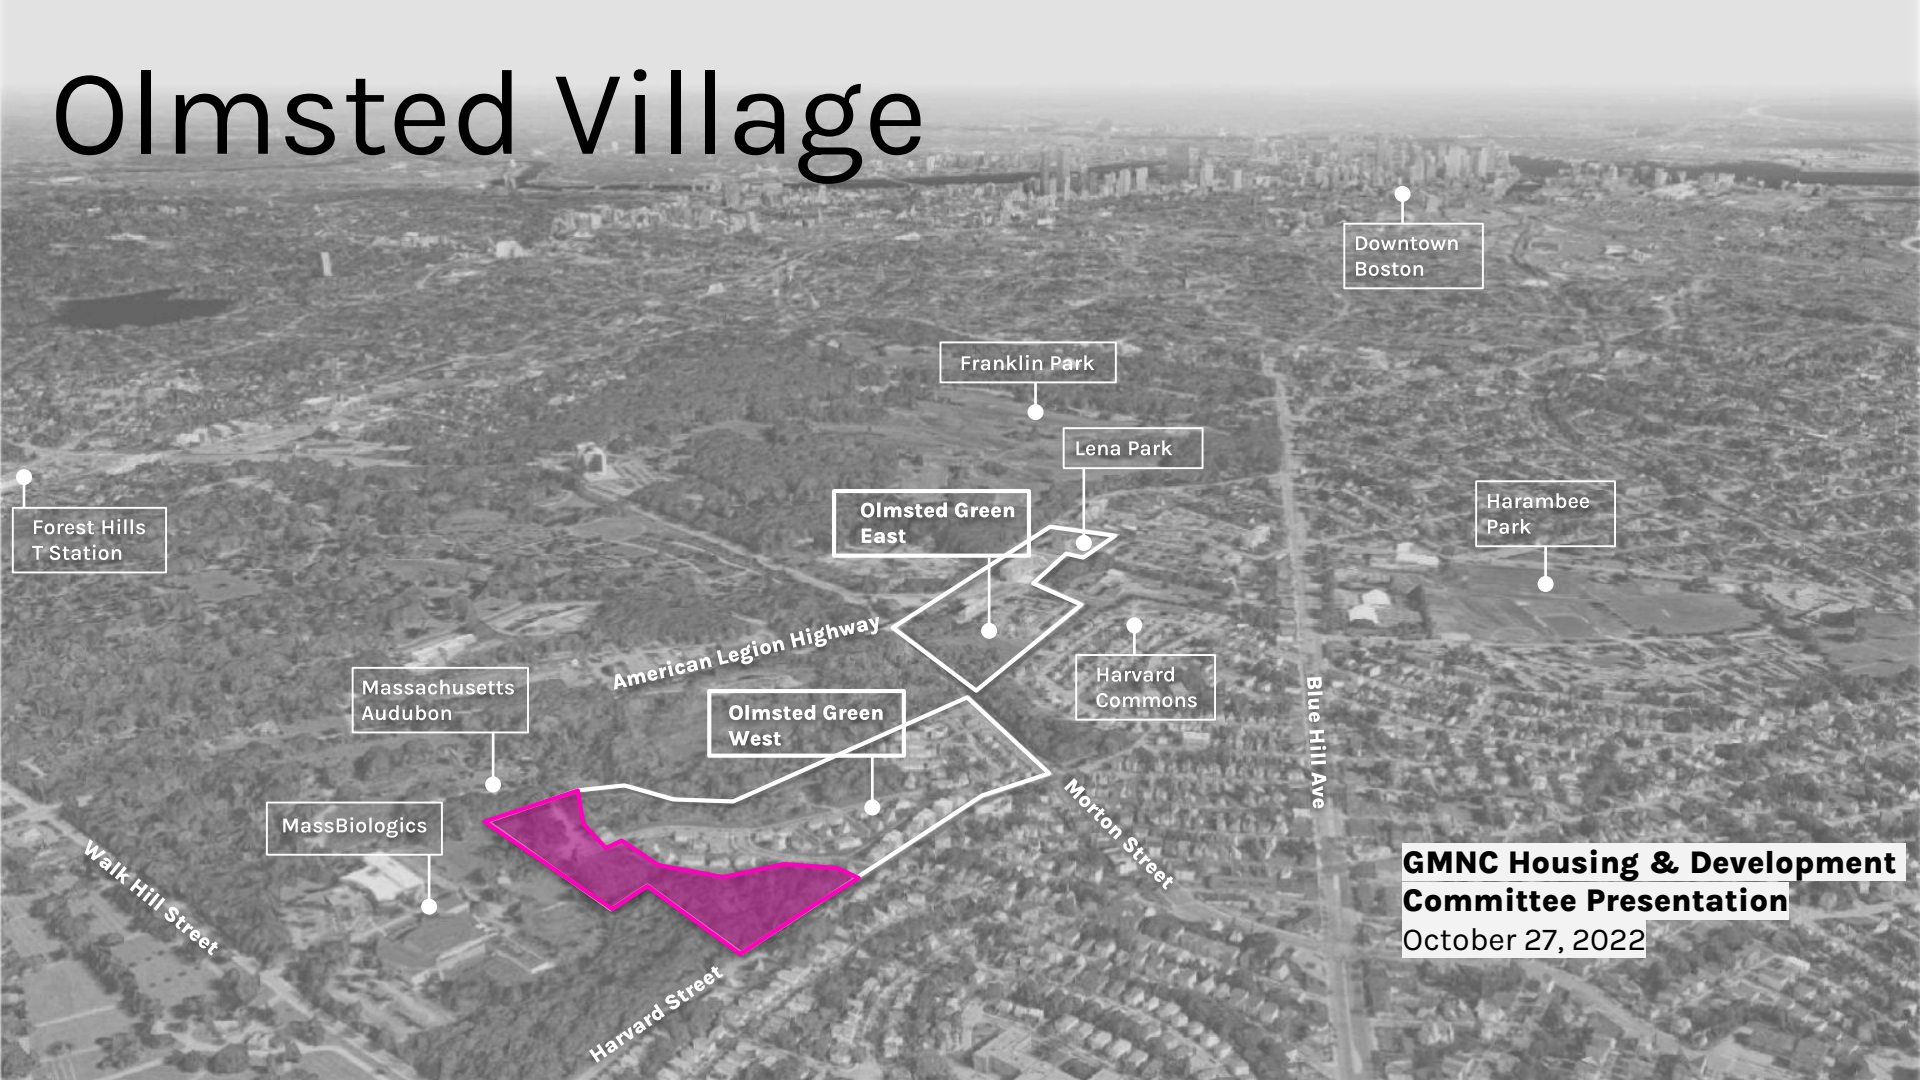 Olmsted Village
Downtown
Boston
Franklin Park
Lena Park
Forest Hills
T Station
Olmsted Green
East
Harambee
Park
American Legion Highway
Massachusetts
Audubon
Olmsted Green
West
Harvard
Commons
Blue Hill Ave
MassBiologics
Morton Street
Walk Hill Street
Harvard Street
GMNC Housing & Development
Committee Presentation
October 27, 2022